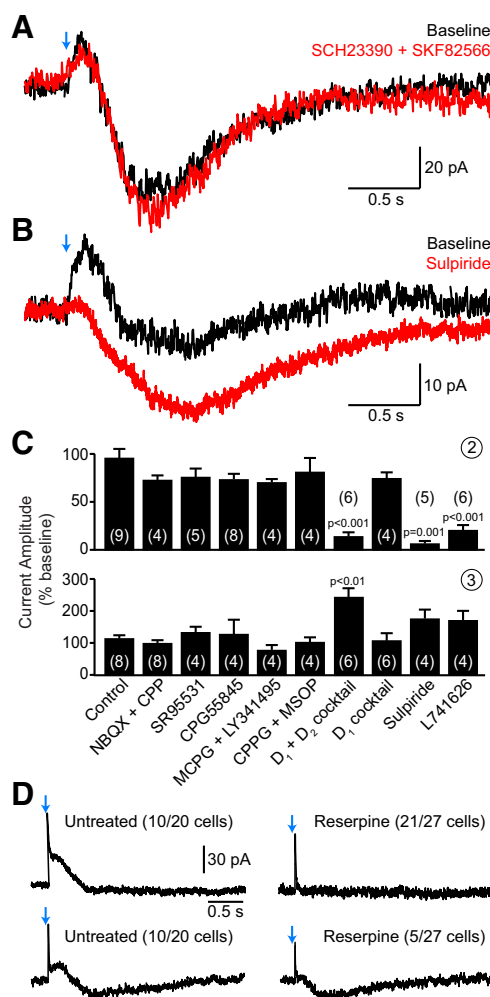 A
Baseline
SCH23390 + SKF82566
20 pA
0.5 s
B
Baseline
Sulpiride
10 pA
0.5 s
C
Current Amplitude
(% baseline)
100
50
0
(9)
(4)
(5)
(8)
(4)
(4)
(6)
p<0.001
(4)
(5)
p=0.001
(6)
p<0.001
②
300
200
100
0
(8)
(8)
(4)
(4)
(4)
(4)
p<0.01
(6)
(6)
(4)
(4)
③
Control
NBQX + CPP
SR95531
CPG55845
MCPG + LY341495
CPPG + MSOP
D₁ + D₂ cocktail
D₁ cocktail
Sulpiride
L741626
D
Untreated (10/20 cells)
30 pA
0.5 s
Reserpine (21/27 cells)
Untreated (10/20 cells)
Reserpine (5/27 cells)